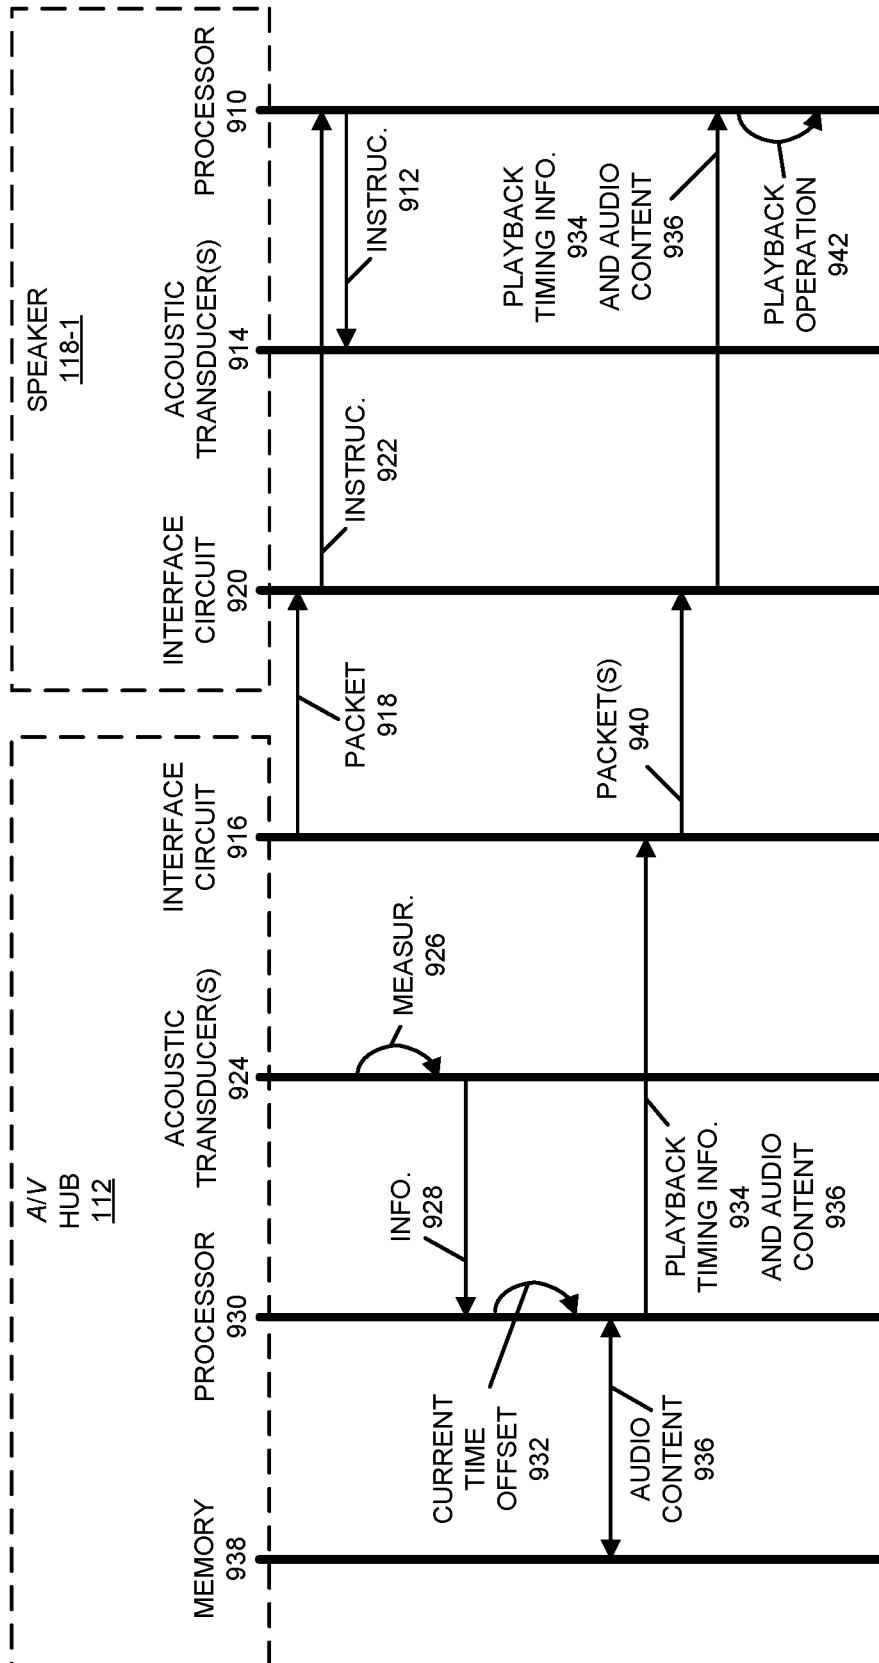 A/V
HUB
112
MEMORY
938
PROCESSOR
930
ACOUSTIC
TRANSDUCER(S)
924
INTERFACE
CIRCUIT
916
SPEAKER
118-1
INTERFACE
CIRCUIT
920
ACOUSTIC
TRANSDUCER(S)
914
PROCESSOR
910
PACKET
918
INSTRUC.
922
INSTRUC.
912
MEASUR.
926
INFO.
928
CURRENT
TIME
OFFSET
932
AUDIO
CONTENT
936
PLAYBACK
TIMING INFO.
934
AND AUDIO
CONTENT
936
PACKET(S)
940
PLAYBACK
TIMING INFO.
934
AND AUDIO
CONTENT
936
PLAYBACK
OPERATION
942